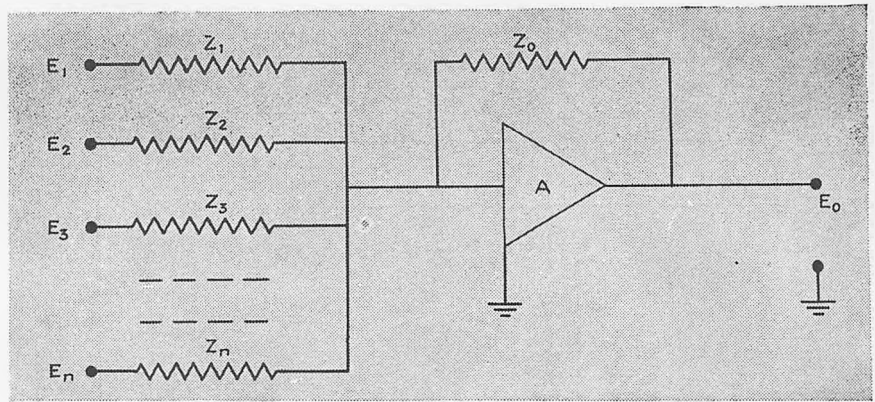 Z₁
Z₀
E₁
Z₂
E₂
A
Z₃
E₀
E₃
Zₙ
Eₙ